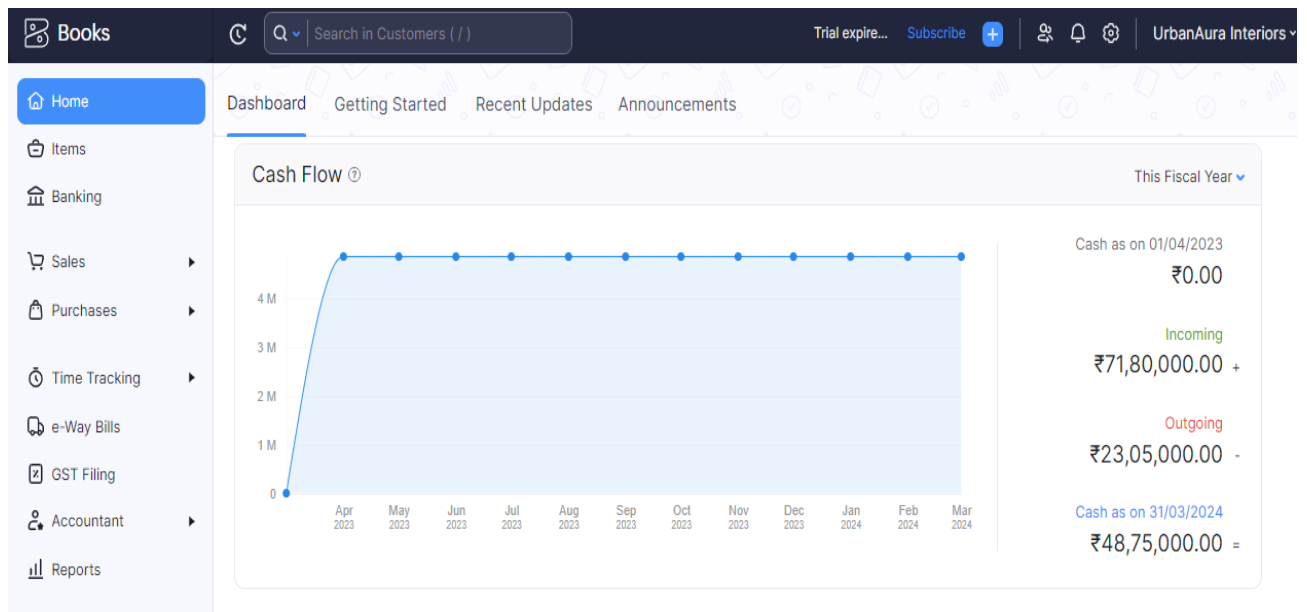 Books
Search in Customers ( / )
Trial expire... Subscribe
UrbanAura Interiors
Home
Items
Banking
Sales
Purchases
Time Tracking
e-Way Bills
GST Filing
Accountant
Reports
Dashboard Getting Started Recent Updates Announcements
Cash Flow
This Fiscal Year
4 M
3 M
2 M
1 M
0
Apr May Jun Jul Aug Sep Oct Nov Dec Jan Feb Mar
2023 2023 2023 2023 2023 2023 2023 2023 2023 2024 2024 2024
Cash as on 01/04/2023
₹0.00
Incoming
₹71,80,000.00 +
Outgoing
₹23,05,000.00 -
Cash as on 31/03/2024
₹48,75,000.00 =